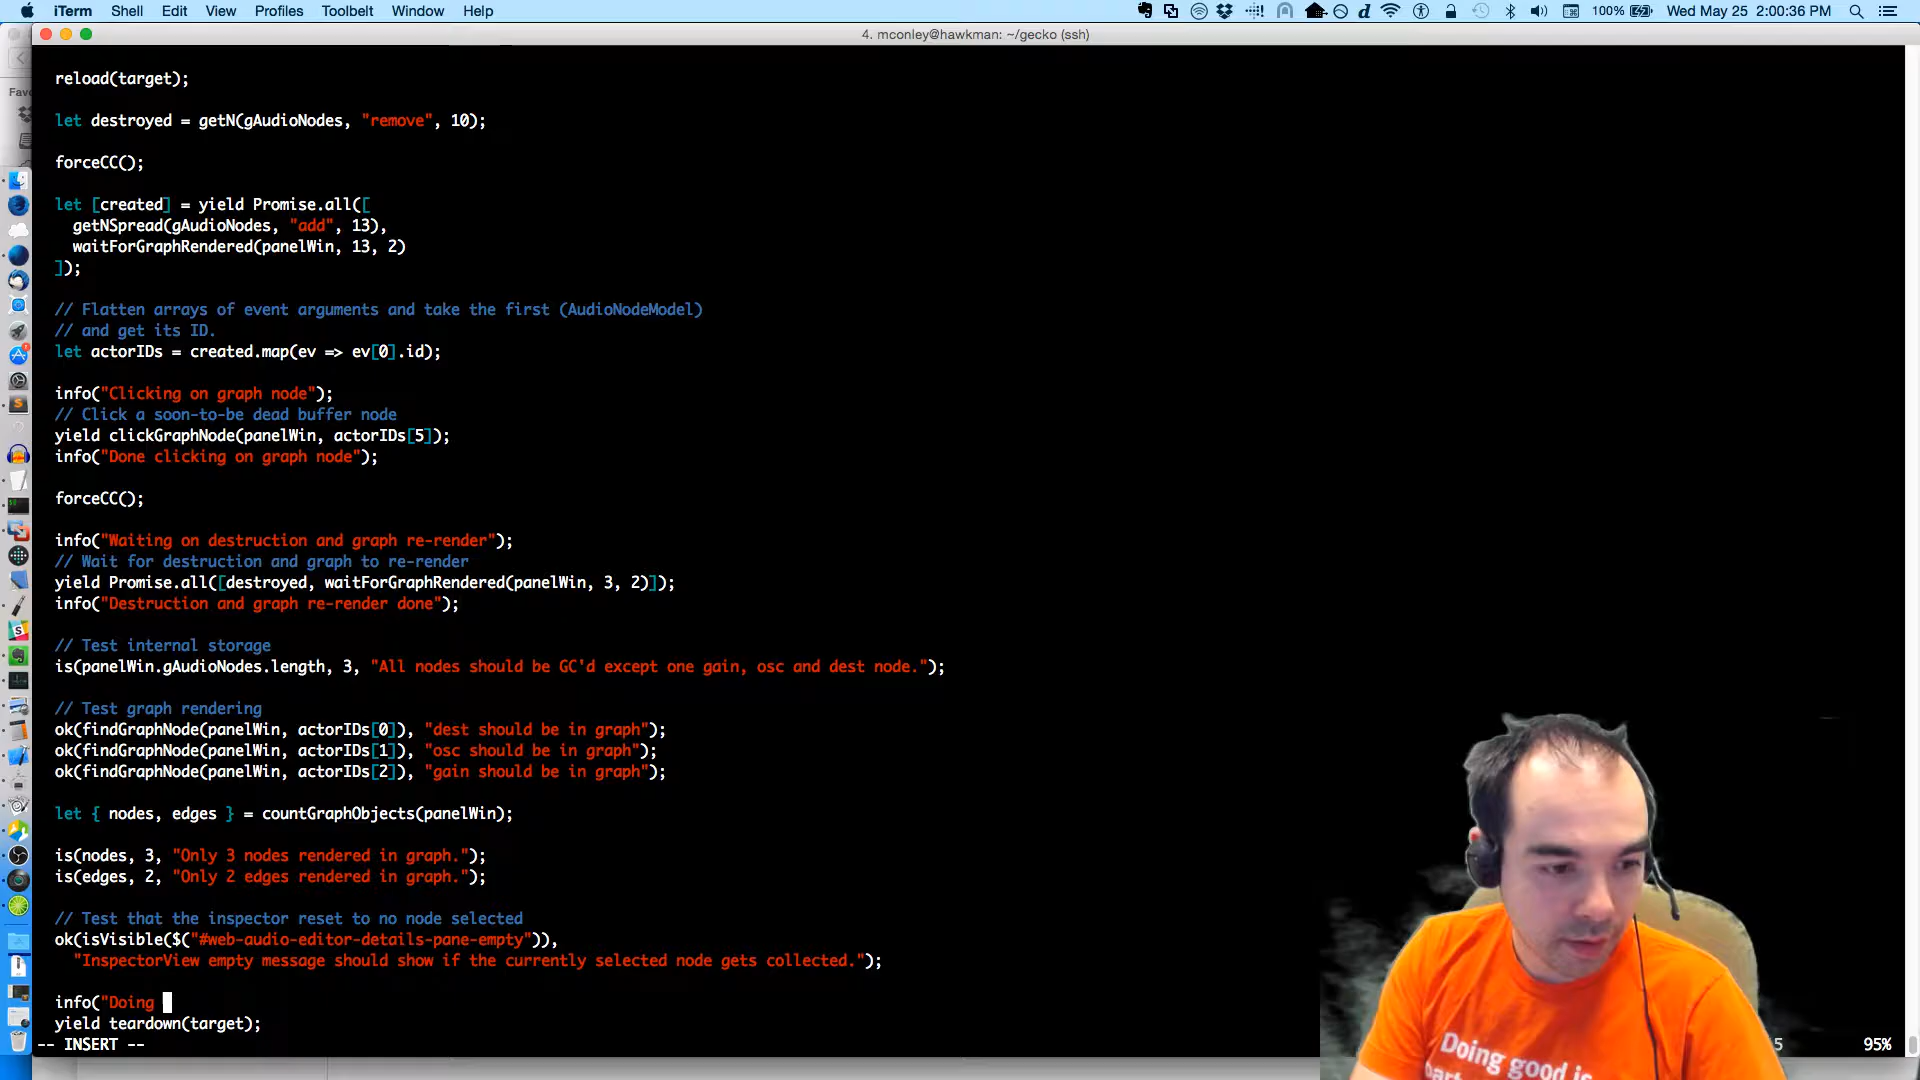 iTerm Shell Edit View Profiles Toolbelt Window Help 100% Wed May 25 2:00:36 PM
4. mconley@hawkman: ~/gecko (ssh)
reload(target);
let destroyed = getN(gAudioNodes, "remove", 10);
forceCC();
let [created] = yield Promise.all([
getNSpread(gAudioNodes, "add", 13),
waitForGraphRendered(panelWin, 13, 2)
]);
// Flatten arrays of event arguments and take the first (AudioNodeModel)
// and get its ID.
let actorIDs = created.map(ev => ev[0].id);
info("Clicking on graph node");
// Click a soon-to-be dead buffer node
yield clickGraphNode(panelWin, actorIDs[5]);
info("Done clicking on graph node");
forceCC();
info("Waiting on destruction and graph re-render");
// Wait for destruction and graph to re-render
yield Promise.all([destroyed, waitForGraphRendered(panelWin, 3, 2)]);
info("Destruction and graph re-render done");
// Test internal storage
is(panelWin.gAudioNodes.length, 3, "All nodes should be GC'd except one gain, osc and dest node.");
// Test graph rendering
ok(findGraphNode(panelWin, actorIDs[0]), "dest should be in graph");
ok(findGraphNode(panelWin, actorIDs[1]), "osc should be in graph");
ok(findGraphNode(panelWin, actorIDs[2]), "gain should be in graph");
let { nodes, edges } = countGraphObjects(panelWin);
is(nodes, 3, "Only 3 nodes rendered in graph.");
is(edges, 2, "Only 2 edges rendered in graph.");
// Test that the inspector reset to no node selected
ok(isVisible($("#web-audio-editor-details-pane-empty")),
"InspectorView empty message should show if the currently selected node gets collected.");
info("Doing
yield teardown(target);
-- INSERT -- 5 95%
Fav
Doing good is
part